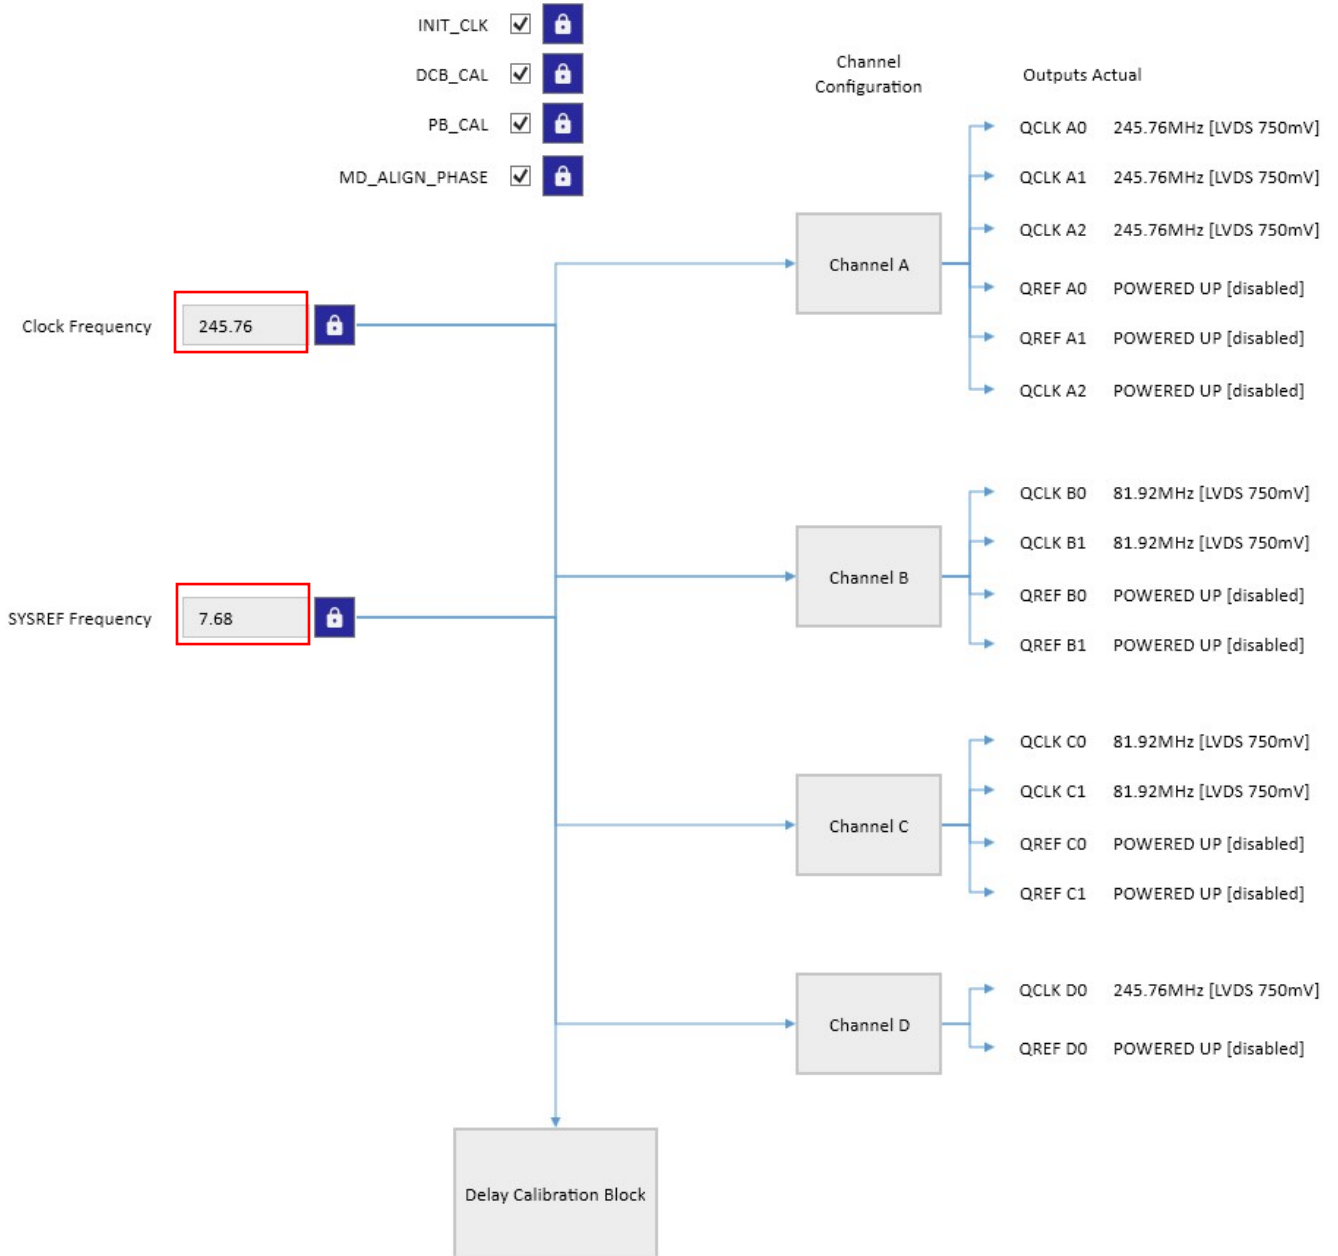 INIT_CLK
DCB_CAL
PB_CAL
MD_ALIGN_PHASE
Channel
Configuration
Outputs Actual
QCLK A0 245.76MHz [LVDS 750mV]
QCLK A1 245.76MHz [LVDS 750mV]
QCLK A2 245.76MHz [LVDS 750mV]
Channel A
QREF A0 POWERED UP [disabled]
QREF A1 POWERED UP [disabled]
QCLK A2 POWERED UP [disabled]
Clock Frequency 245.76
QCLK B0 81.92MHz [LVDS 750mV]
QCLK B1 81.92MHz [LVDS 750mV]
Channel B
QREF B0 POWERED UP [disabled]
QREF B1 POWERED UP [disabled]
SYSREF Frequency 7.68
QCLK C0 81.92MHz [LVDS 750mV]
QCLK C1 81.92MHz [LVDS 750mV]
Channel C
QREF C0 POWERED UP [disabled]
QREF C1 POWERED UP [disabled]
QCLK D0 245.76MHz [LVDS 750mV]
Channel D
QREF D0 POWERED UP [disabled]
Delay Calibration Block